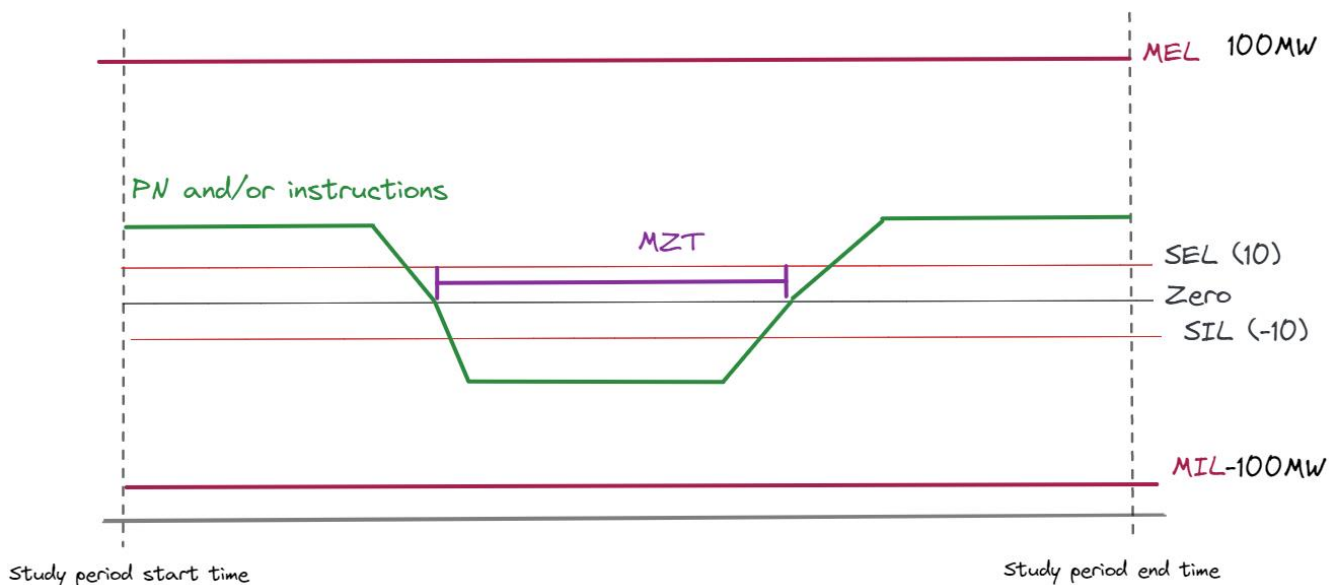 MEL 100MW
PN and/or instructions
MZT
SEL (10)
Zero
SIL (-10)
MIL-100MW
Study period start time
Study period end time